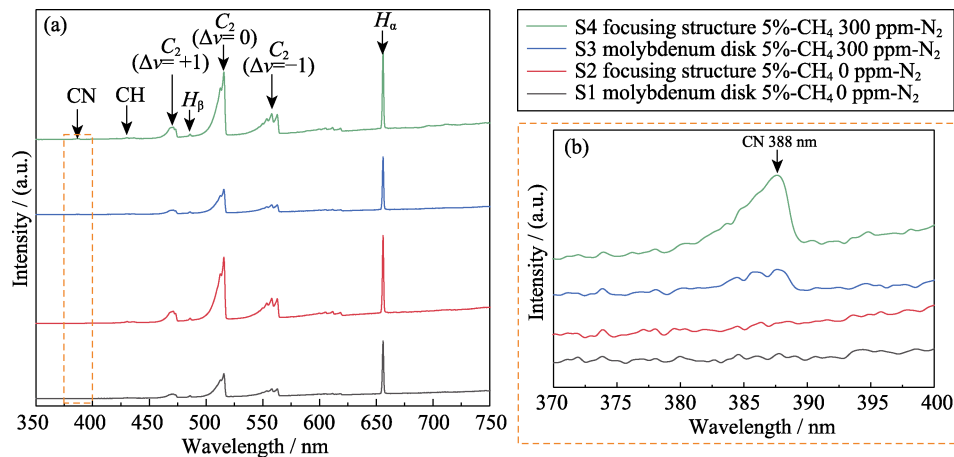 (a)
CN
CH
C₂
(Δν=+1)
Hβ
C₂
(Δν=0)
C₂
(Δν=−1)
Hα
Intensity / (a.u.)
350 400 450 500 550 600 650 700 750
Wavelength / nm
S4 focusing structure 5%-CH₄ 300 ppm-N₂
S3 molybdenum disk 5%-CH₄ 300 ppm-N₂
S2 focusing structure 5%-CH₄ 0 ppm-N₂
S1 molybdenum disk 5%-CH₄ 0 ppm-N₂
(b)
CN 388 nm
Intensity / (a.u.)
370 375 380 385 390 395 400
Wavelength / nm